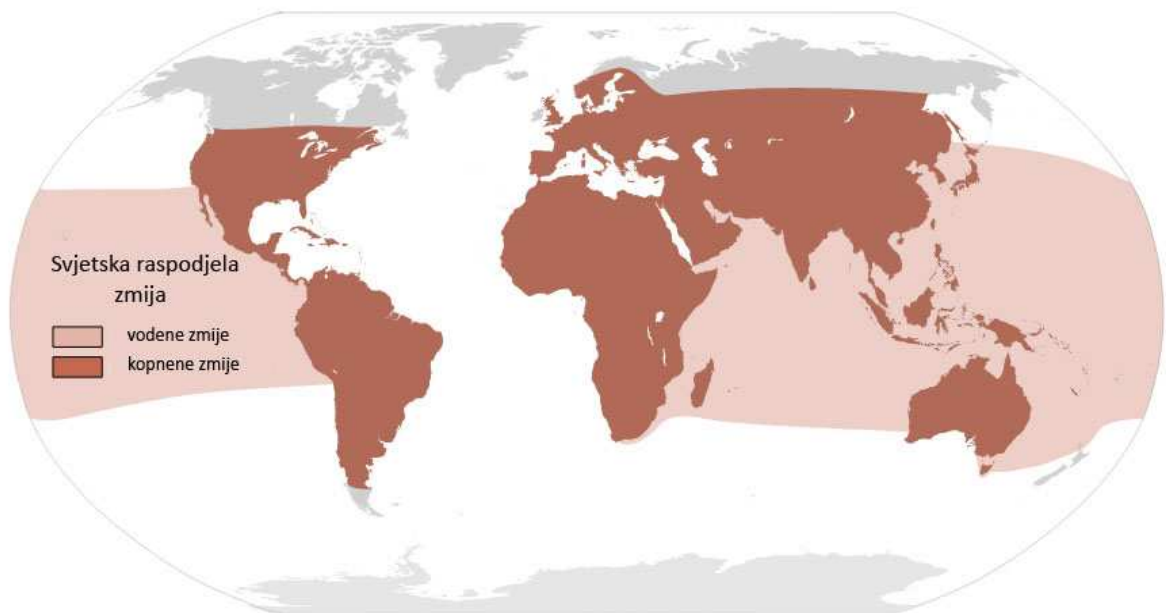 Svjetska raspodjela
zmija
vodene zmije
kopnene zmije